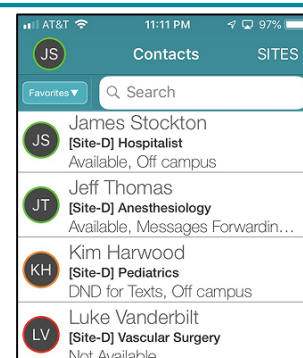 AT&T 11:11 PM 97%
JS Contacts SITES
Favorites ▼ Search
James Stockton
JS [Site-D] Hospitalist
Available, Off campus
Jeff Thomas
JT [Site-D] Anesthesiology
Available, Messages Forwardin...
Kim Harwood
KH [Site-D] Pediatrics
DND for Texts, Off campus
Luke Vanderbilt
LV [Site-D] Vascular Surgery
Not Available